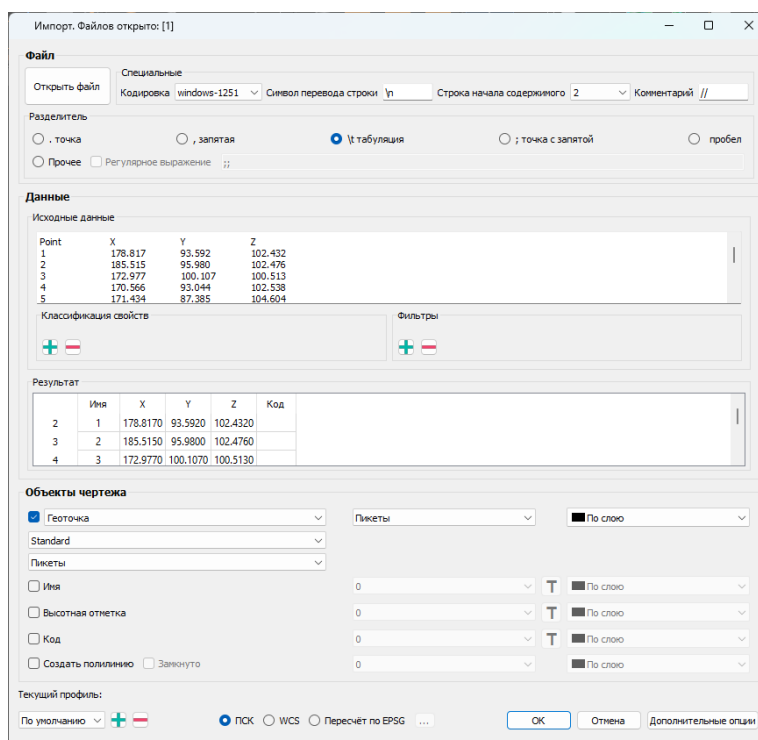 Импорт. Файлов открыто: [1]
Файл
Открыть файл
Специальные
Кодировка windows-1251 Символ перевода строки \n Строка начала содержимого 2 Комментарий //
Разделитель
. точка , запятая \t табуляция ; точка с запятой пробел
Прочее Регулярное выражение ;;
Данные
Исходные данные
Point X Y Z
1 178.817 93.592 102.432
2 185.515 95.980 102.476
3 172.977 100.107 100.513
4 170.566 93.044 102.538
5 171.434 87.385 104.604
Классификация свойств Фильтры
Результат
Имя X Y Z Код
2 1 178.8170 93.5920 102.4320
3 2 185.5150 95.9800 102.4760
4 3 172.9770 100.1070 100.5130
Объекты чертежа
Геоточка Пикеты По слою
Standard
Пикеты
Имя 0 T По слою
Высотная отметка 0 T По слою
Код 0 T По слою
Создать полилинию Замкнуто 0 По слою
Текущий профиль:
По умолчанию ПСК WCS Пересчёт по EPSG ... OK Отмена Дополнительные опции